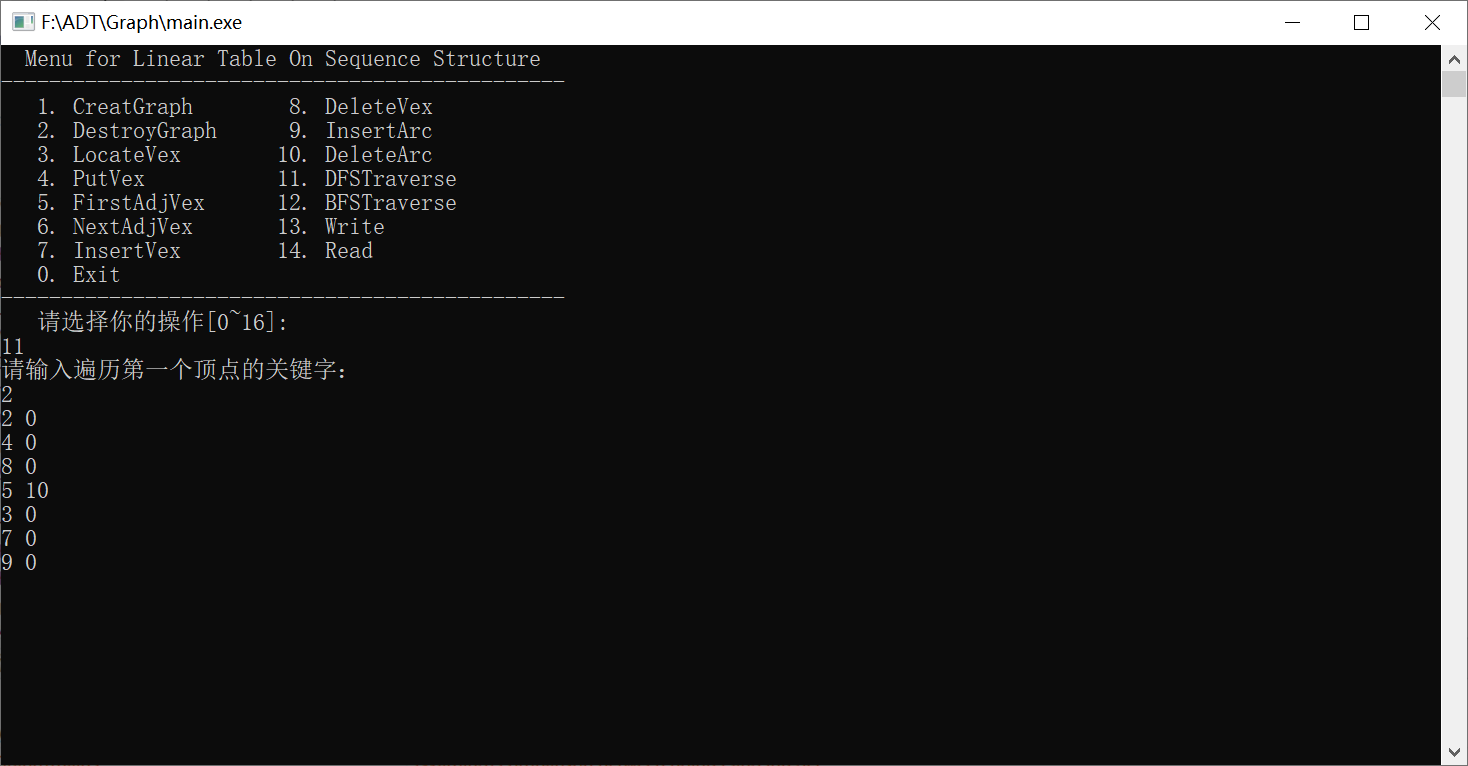 F:\ADT\Graph\main.exe
Menu for Linear Table On Sequence Structure
-----------------------------------------------
1. CreatGraph 8. DeleteVex
2. DestroyGraph 9. InsertArc
3. LocateVex 10. DeleteArc
4. PutVex 11. DFSTraverse
5. FirstAdjVex 12. BFSTraverse
6. NextAdjVex 13. Write
7. InsertVex 14. Read
0. Exit
-----------------------------------------------
请选择你的操作[0~16]:
11
请输入遍历第一个顶点的关键字：
2
2 0
4 0
8 0
5 10
3 0
7 0
9 0